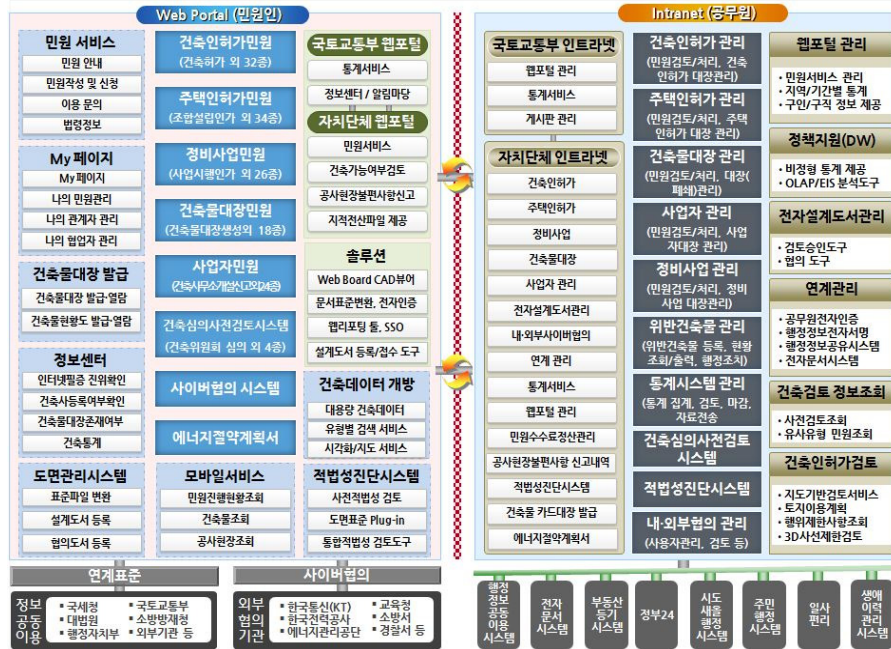 Web Portal (민원인)
민원 서비스
민원 안내
민원작성 및 신청
이용 문의
법령정보
My 페이지
My 페이지
나의 민원관리
나의 관계자 관리
나의 협업자 관리
건축물대장 발급
건축물대장 발급·열람
건축물현황도 발급·열람
정보센터
인터넷필증 진위확인
건축사등록여부확인
건축물대장존재여부
건축통계
도면관리시스템
표준파일 변환
설계도서 등록
협의도서 등록
건축인허가민원
(건축허가 외 32종)
주택인허가민원
(조합설립인가 외 34종)
정비사업민원
(사업시행인가 외 26종)
건축물대장민원
(건축물대장생성외 18종)
사업자민원
(건축사무소개설신고외24종)
건축심의사전검토시스템
(건축위원회 심의 외 4종)
사이버협의 시스템
에너지절약계획서
모바일서비스
민원진행현황조회
건축물조회
공사현장조회
국토교통부 웹포털
통계서비스
정보센터 / 알림마당
자치단체 웹포털
민원서비스
건축가능여부검토
공사현장불편사항신고
지적전산파일 제공
솔루션
Web Board CAD뷰어
문서표준변환, 전자인증
웹리포팅 툴, SSO
설계도서 등록/접수 도구
건축데이터 개방
대용량 건축데이터
유형별 검색 서비스
시각화/지도 서비스
적법성진단시스템
사전적법성 검토
도면표준 Plug-in
통합적법성 검토도구
연계표준
정보
공동
이용
▪ 국세청
▪ 대법원
▪ 행정자치부
▪ 국토교통부
▪ 소방방재청
▪ 외부기관 등
사이버협의
외부
협의
기관
▪ 한국통신(KT)
▪ 한국전력공사
▪ 에너지관리공단
▪ 교육청
▪ 소방서
▪ 경찰서 등
Intranet (공무원)
국토교통부 인트라넷
웹포털 관리
통계서비스
게시판 관리
자치단체 인트라넷
건축인허가
주택인허가
정비사업
건축물대장
사업자 관리
전자설계도서관리
내·외부사이버협의
연계 관리
통계서비스
웹포털 관리
민원수수료정산관리
공사현장불편사항 신고내역
적법성진단시스템
건축물 카드대장 발급
에너지절약계획서
건축인허가 관리
(민원검토/처리, 건축
인허가 대장관리)
주택인허가 관리
(민원검토/처리, 주택
인허가 대장 관리)
건축물대장 관리
(민원검토/처리, 대장(
폐쇄)관리)
사업자 관리
(민원검토/처리, 사업
자대장 관리)
정비사업 관리
(민원검토/처리, 정비
사업 대장관리)
위반건축물 관리
(위반건축물 등록, 현황
조회/출력, 행정조치)
통계시스템 관리
(통계 집계, 검토, 마감,
자료전송)
건축심의사전검토
시스템
적법성진단시스템
내·외부협의 관리
(사용자관리, 검토 등)
웹포털 관리
• 민원서비스 관리
• 지역/기간별 통계
• 구인/구직 정보 제공
정책지원(DW)
• 비정형 통계 제공
• OLAP/EIS 분석도구
전자설계도서관리
• 검토승인도구
• 협의 도구
연계관리
• 공무원전자인증
• 행정정보전자서명
• 행정정보공유시스템
• 전자문서시스템
건축검토 정보조회
• 사전검토조회
• 유사유형 민원조회
건축인허가검토
• 지도기반검토서비스
• 토지이용계획
• 행위제한사항조회
• 3D사선제한검토
행정
정보
공동
이용
시스템
전자
문서
시스템
부동산
등기
시스템
정부24
시도
새올
행정
시스템
주민
행정
시스템
일사
편리
생애
이력
관리
시스템